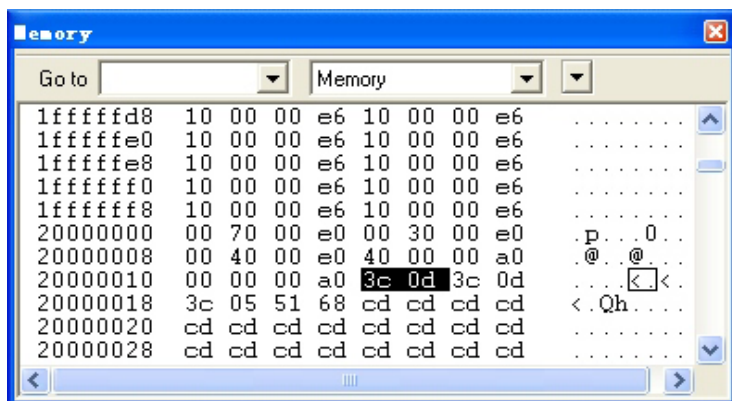 Memory
Go to Memory
1fffffd8 10 00 00 e6 10 00 00 e6 ........
1fffffe0 10 00 00 e6 10 00 00 e6 ........
1fffffe8 10 00 00 e6 10 00 00 e6 ........
1ffffff0 10 00 00 e6 10 00 00 e6 ........
1ffffff8 10 00 00 e6 10 00 00 e6 ........
20000000 00 70 00 e0 00 30 00 e0 .p...0..
20000008 00 40 00 e0 40 00 00 a0 .@..@...
20000010 00 00 00 a0 3c 0d 3c 0d ....<.<.
20000018 3c 05 51 68 cd cd cd cd <.Qh....
20000020 cd cd cd cd cd cd cd cd ........
20000028 cd cd cd cd cd cd cd cd ........